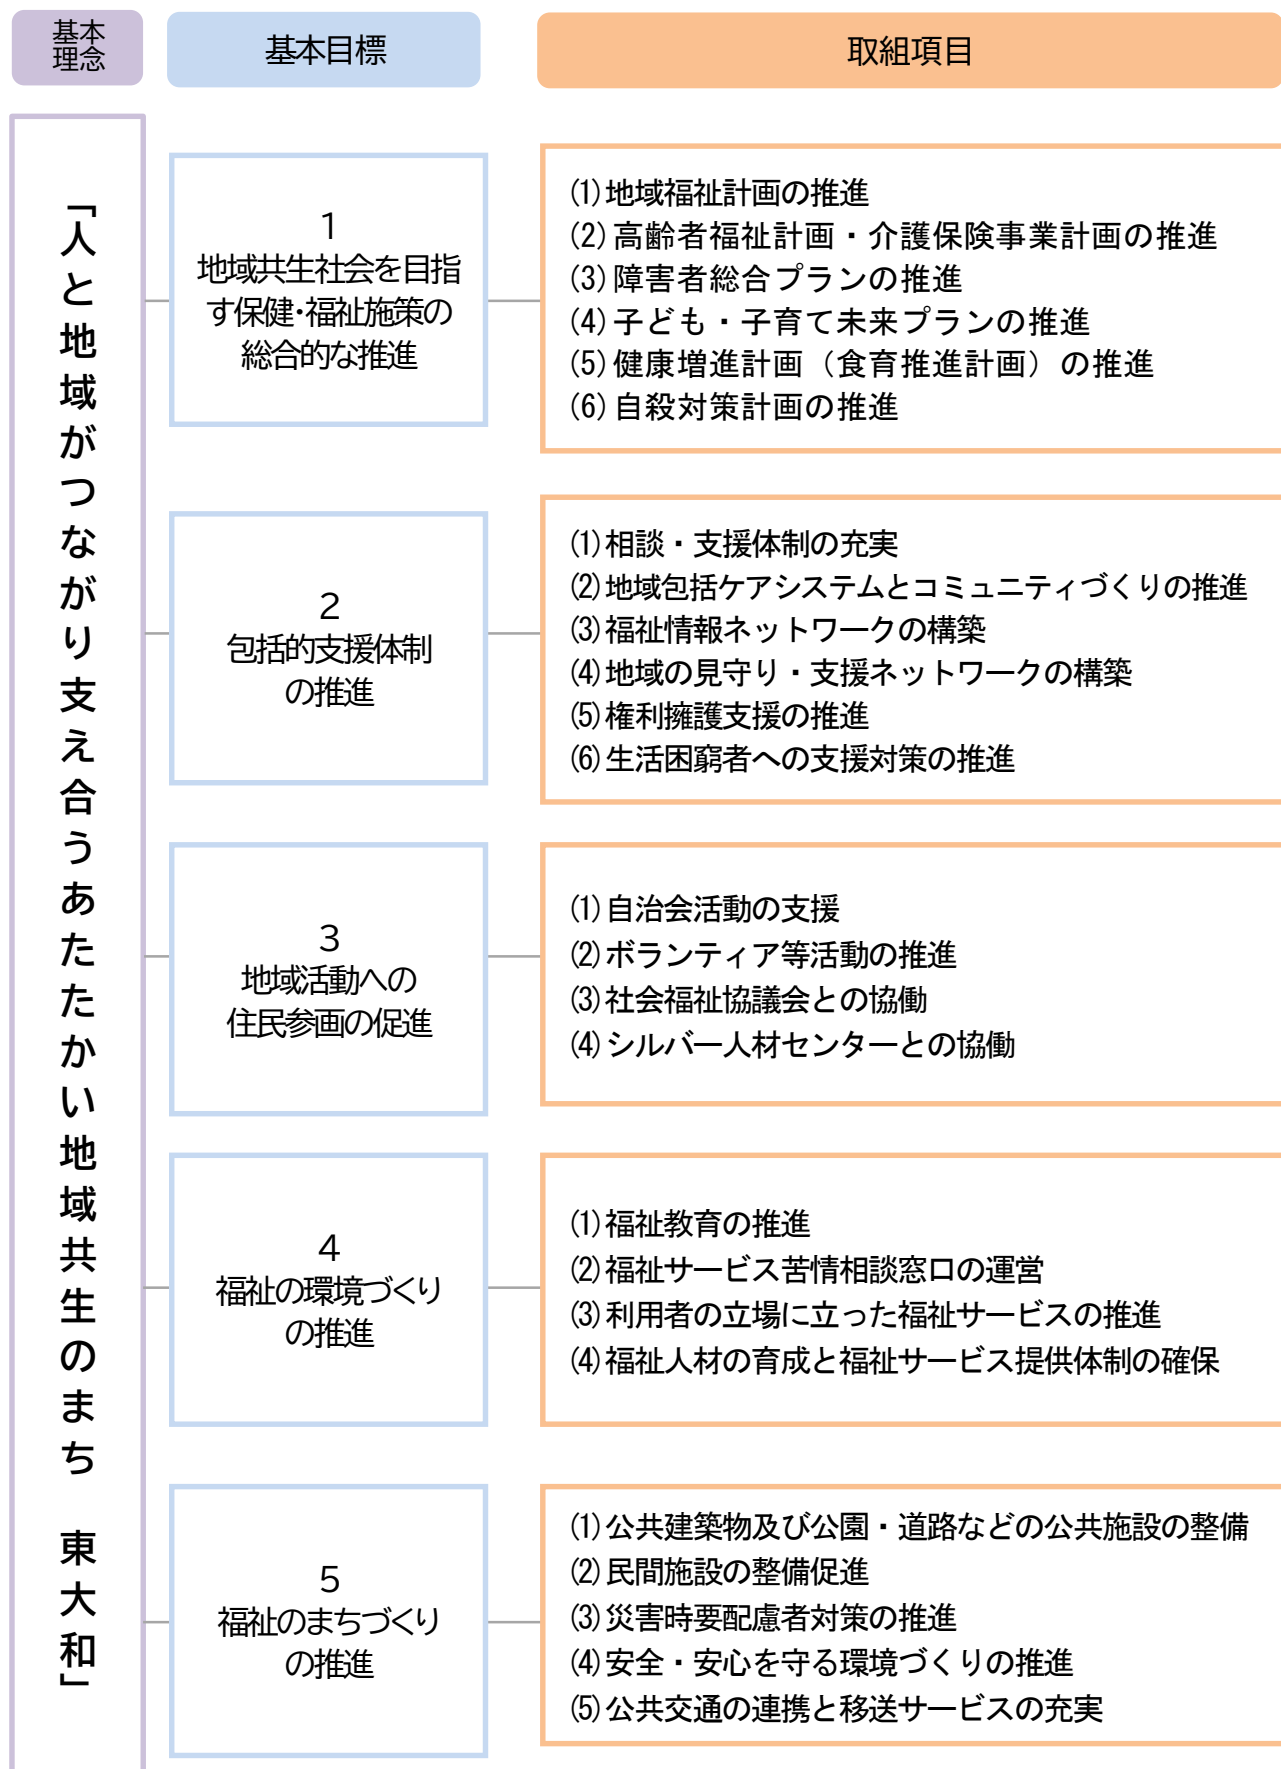 基本
理念
基本目標
取組項目
「人と地域がつながり支え合うあたたかい地域共生のまち　東大和」
1
地域共生社会を目指
す保健・福祉施策の
総合的な推進
(1)地域福祉計画の推進
(2)高齢者福祉計画・介護保険事業計画の推進
(3)障害者総合プランの推進
(4)子ども・子育て未来プランの推進
(5)健康増進計画（食育推進計画）の推進
(6)自殺対策計画の推進
2
包括的支援体制
の推進
(1)相談・支援体制の充実
(2)地域包括ケアシステムとコミュニティづくりの推進
(3)福祉情報ネットワークの構築
(4)地域の見守り・支援ネットワークの構築
(5)権利擁護支援の推進
(6)生活困窮者への支援対策の推進
3
地域活動への
住民参画の促進
(1)自治会活動の支援
(2)ボランティア等活動の推進
(3)社会福祉協議会との協働
(4)シルバー人材センターとの協働
4
福祉の環境づくり
の推進
(1)福祉教育の推進
(2)福祉サービス苦情相談窓口の運営
(3)利用者の立場に立った福祉サービスの推進
(4)福祉人材の育成と福祉サービス提供体制の確保
5
福祉のまちづくり
の推進
(1)公共建築物及び公園・道路などの公共施設の整備
(2)民間施設の整備促進
(3)災害時要配慮者対策の推進
(4)安全・安心を守る環境づくりの推進
(5)公共交通の連携と移送サービスの充実